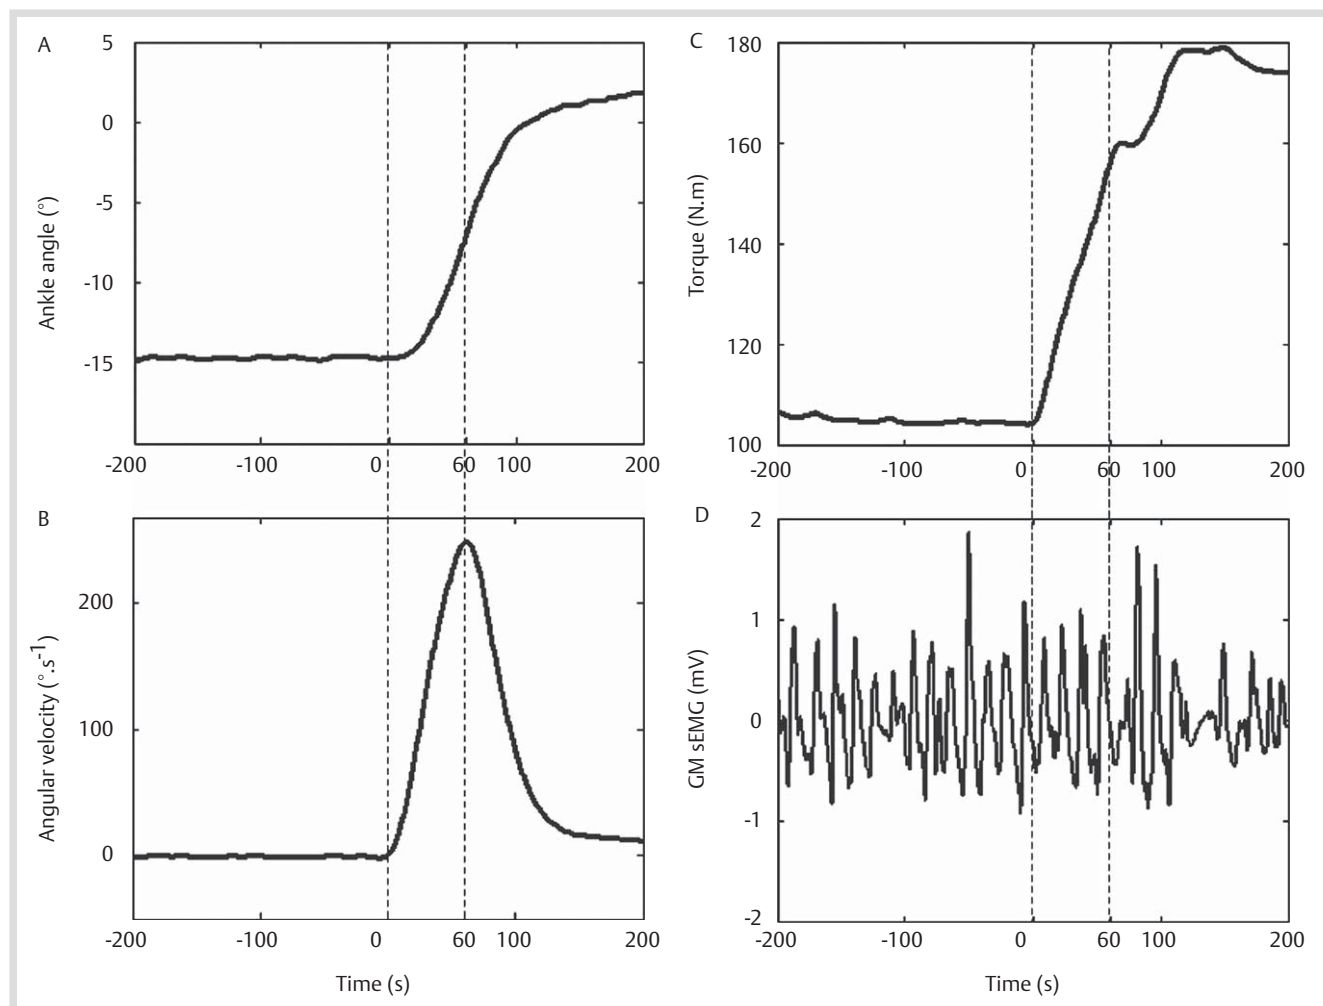 A
5
0
-5
-10
-15
Ankle angle (°)
-200 -100 0 60 100 200
B
200
100
0
Angular velocity (°.s-1)
-200 -100 0 60 100 200
Time (s)
C
180
160
140
120
100
Torque (N.m)
-200 -100 0 60 100 200
D
2
1
0
-1
-2
GM sEMG (mV)
-200 -100 0 60 100 200
Time (s)